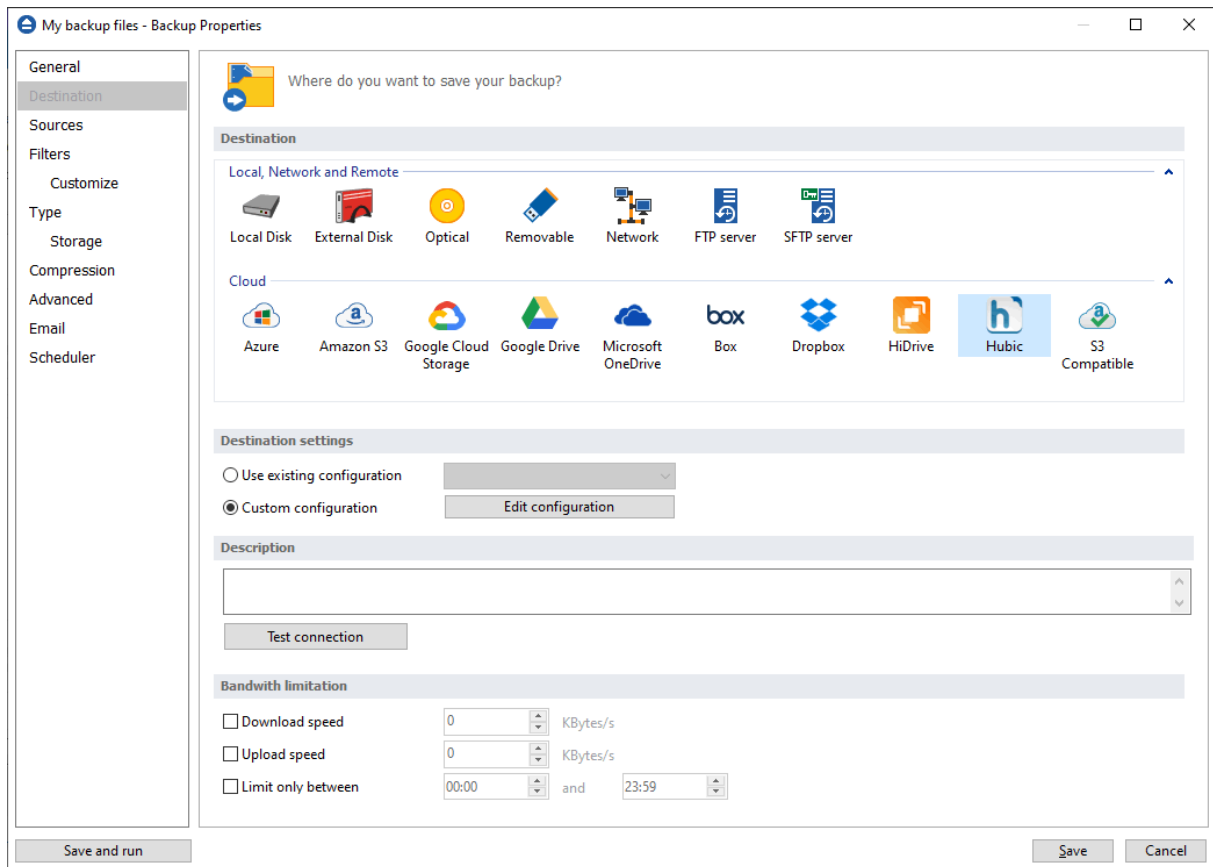 My backup files - Backup Properties
General
Destination
Sources
Filters
Customize
Type
Storage
Compression
Advanced
Email
Scheduler
Where do you want to save your backup?
Destination
Local, Network and Remote
Local Disk External Disk Optical Removable Network FTP server SFTP server
Cloud
a box h a
Azure Amazon S3 Google Cloud Google Drive Microsoft Box Dropbox HiDrive Hubic S3
Storage OneDrive Compatible
Destination settings
Use existing configuration
Custom configuration Edit configuration
Description
Test connection
Bandwith limitation
Download speed 0 KBytes/s
Upload speed 0 KBytes/s
Limit only between 00:00 and 23:59
Save and run Save Cancel